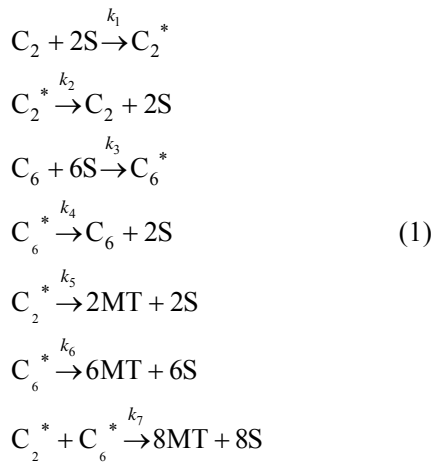 C₂ + 2S →(k₁) C₂*
C₂* →(k₂) C₂ + 2S
C₆ + 6S →(k₃) C₆*
C₆* →(k₄) C₆ + 2S (1)
C₂* →(k₅) 2MT + 2S
C₆* →(k₆) 6MT + 6S
C₂* + C₆* →(k₇) 8MT + 8S